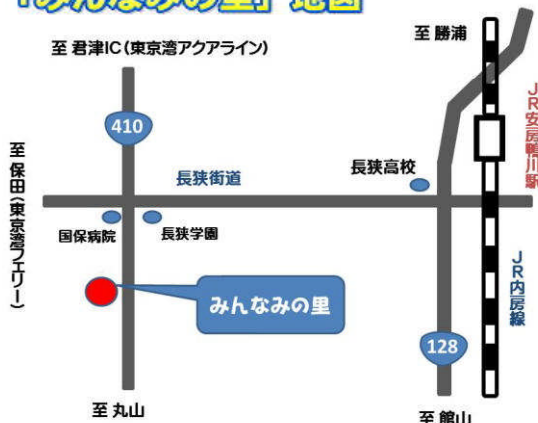 「みんなみの里」地図
至 君津IC(東京湾アクアライン)
至 勝浦
410
JR安房鴨川駅
長狭高校
長狭街道
至 保田(東京湾フェリー)
国保病院
長狭学園
みんなみの里
JR内房線
128
至 丸山
至 館山